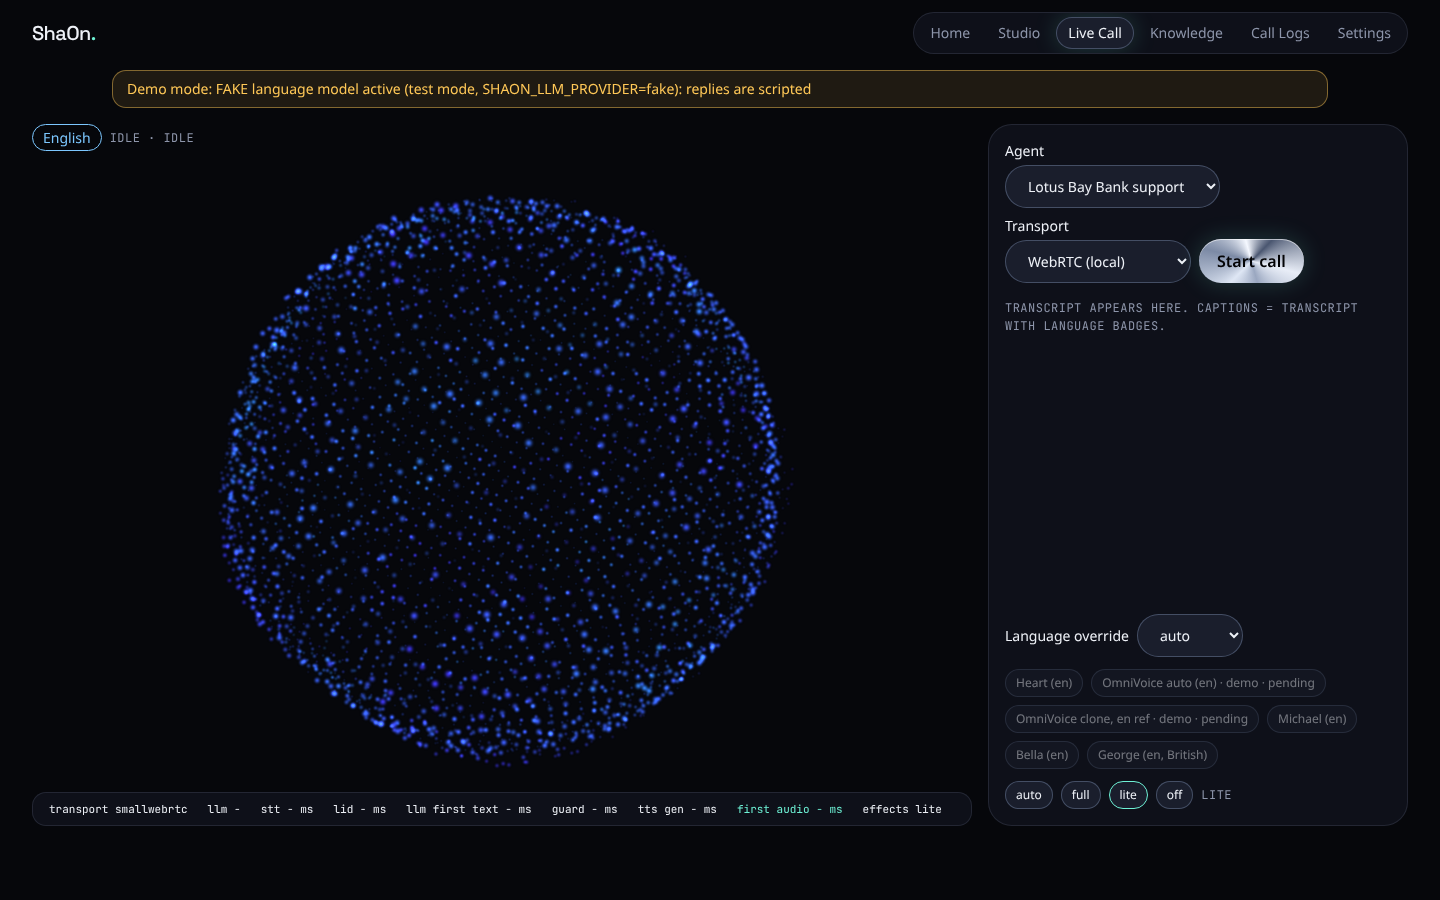 ShaOn.
Home Studio Live Call Knowledge Call Logs Settings
Demo mode: FAKE language model active (test mode, SHAON_LLM_PROVIDER=fake): replies are scripted
English IDLE · IDLE
Agent
Lotus Bay Bank support
Transport
WebRTC (local) Start call
TRANSCRIPT APPEARS HERE. CAPTIONS = TRANSCRIPT
WITH LANGUAGE BADGES.
Language override auto
Heart (en) OmniVoice auto (en) · demo · pending
OmniVoice clone, en ref · demo · pending Michael (en)
Bella (en) George (en, British)
auto full lite off LITE
transport smallwebrtc llm - stt - ms lid - ms llm first text - ms guard - ms tts gen - ms first audio - ms effects lite